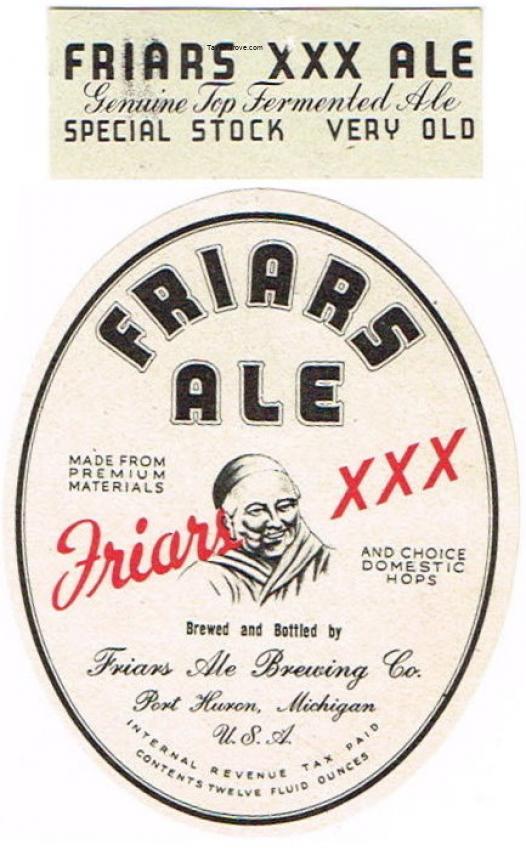 FRIARS XXX ALE
Genuine Top Fermented Ale
SPECIAL STOCK VERY OLD
FRIARS
ALE
MADE FROM
PREMIUM
MATERIALS
Friars XXX
AND CHOICE
DOMESTIC
HOPS
Brewed and Bottled by
Friars Ale Brewing Co.
Port Huron, Michigan
U.S.A.
INTERNAL REVENUE TAX PAID
CONTENTS TWELVE FLUID OUNCES